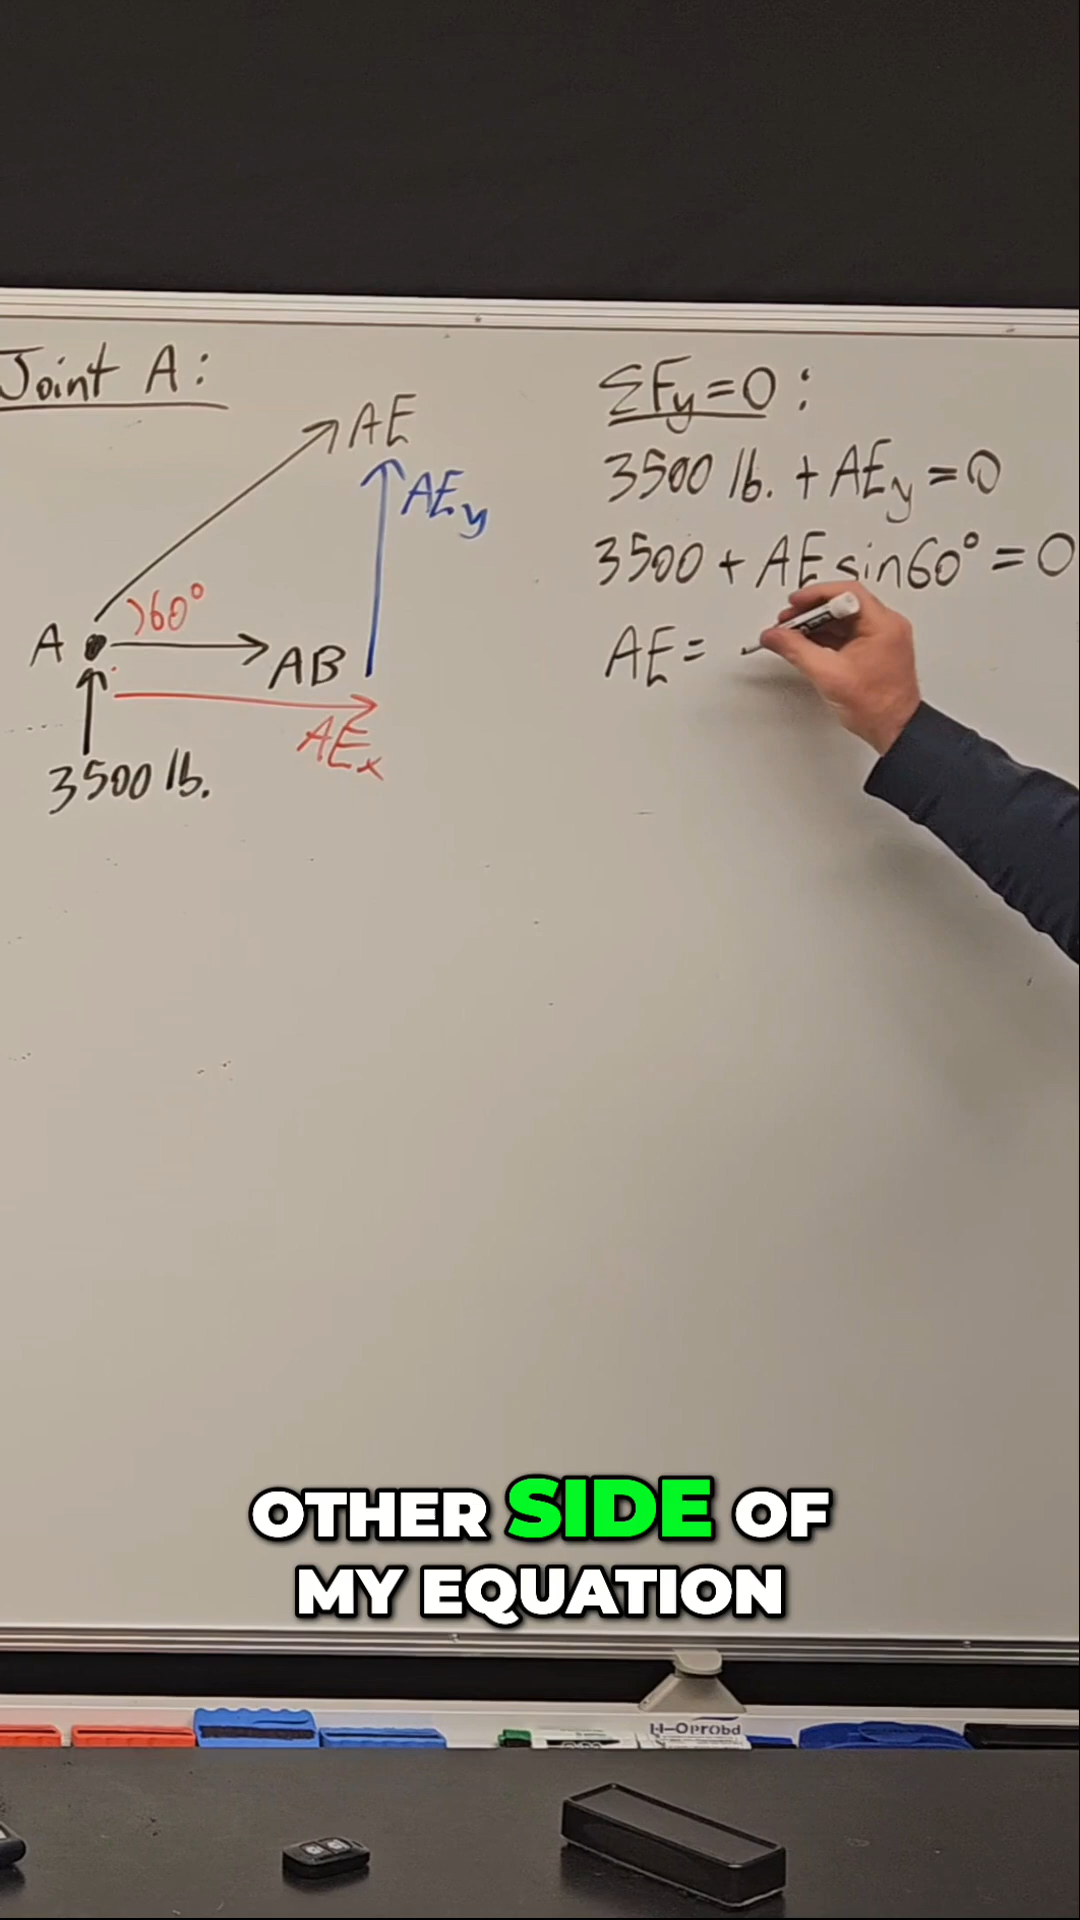 Joint A:
AE
AEy
)60°
A
AB
AEx
3500 lb.
ΣFy=0:
3500 lb. + AEy = 0
3500 + AE sin60° = 0
AE = -
OTHER SIDE OF
MY EQUATION